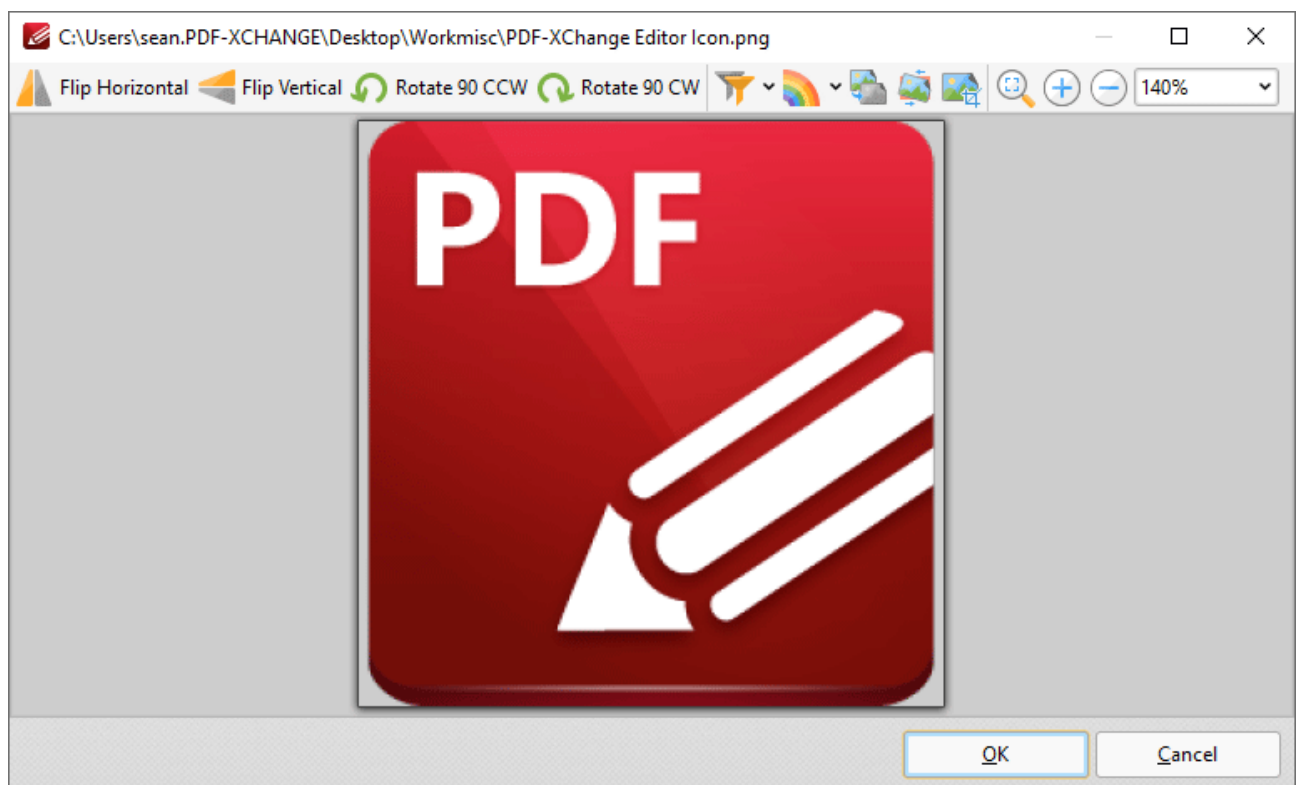 C:\Users\sean.PDF-XCHANGE\Desktop\Workmisc\PDF-XChange Editor Icon.png
Flip Horizontal Flip Vertical Rotate 90 CCW Rotate 90 CW 140%
PDF
OK Cancel